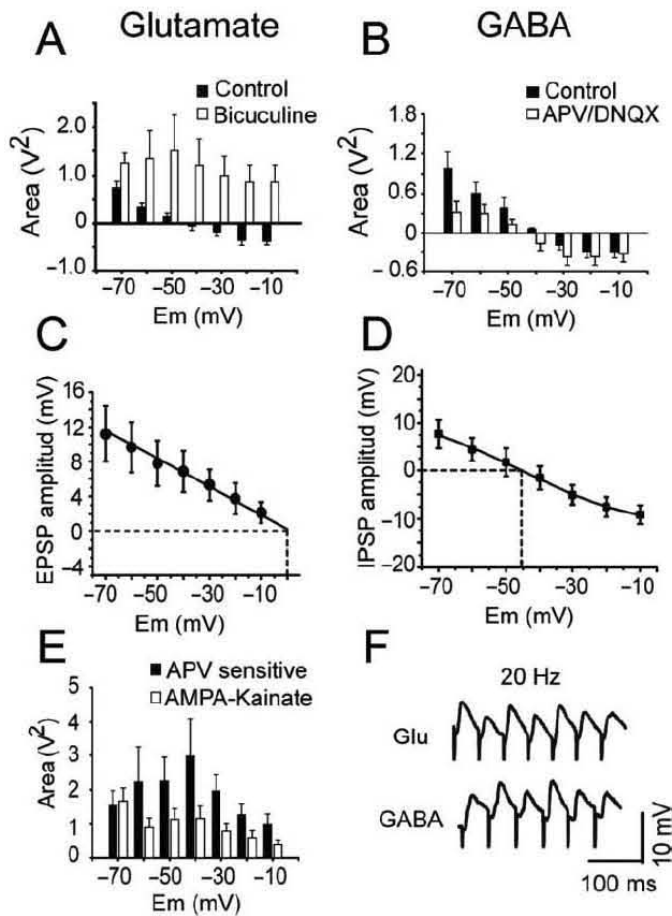 Glutamate
GABA
A
Control
Bicuculine
2.0
1.0
0
−1.0
Area (V2)
−70 −50 −30 −10
Em (mV)
B
Control
APV/DNQX
1.8
1.2
0.6
0
−0.6
Area (V2)
−70 −50 −30 −10
Em (mV)
C
16
12
8
4
0
−4
EPSP amplitud (mV)
−70 −50 −30 −10
Em (mV)
D
20
10
0
−10
−20
IPSP amplitud (mV)
−70 −50 −30 −10
Em (mV)
E
APV sensitive
AMPA-Kainate
5
4
3
2
1
0
Area (V2)
−70 −50 −30 −10
Em (mV)
F
20 Hz
Glu
GABA
10 mV
100 ms